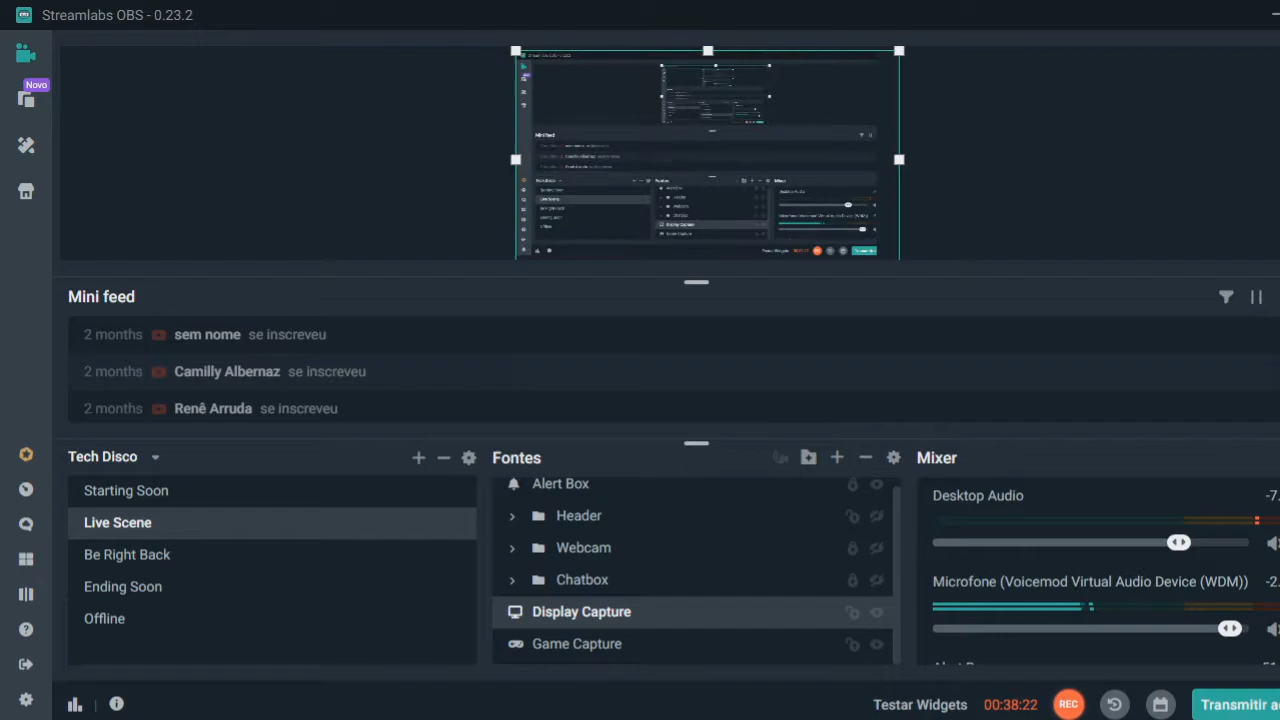 Streamlabs OBS - 0.23.2
Novo
Mini feed
2 months sem nome se inscreveu
2 months Camilly Albernaz se inscreveu
2 months Renê Arruda se inscreveu
Tech Disco
Starting Soon
Live Scene
Be Right Back
Ending Soon
Offline
Fontes
Alert Box
Header
Webcam
Chatbox
Display Capture
Game Capture
Mixer
Desktop Audio -7.
Microfone (Voicemod Virtual Audio Device (WDM)) -2.
Testar Widgets 00:38:22 REC Transmitir